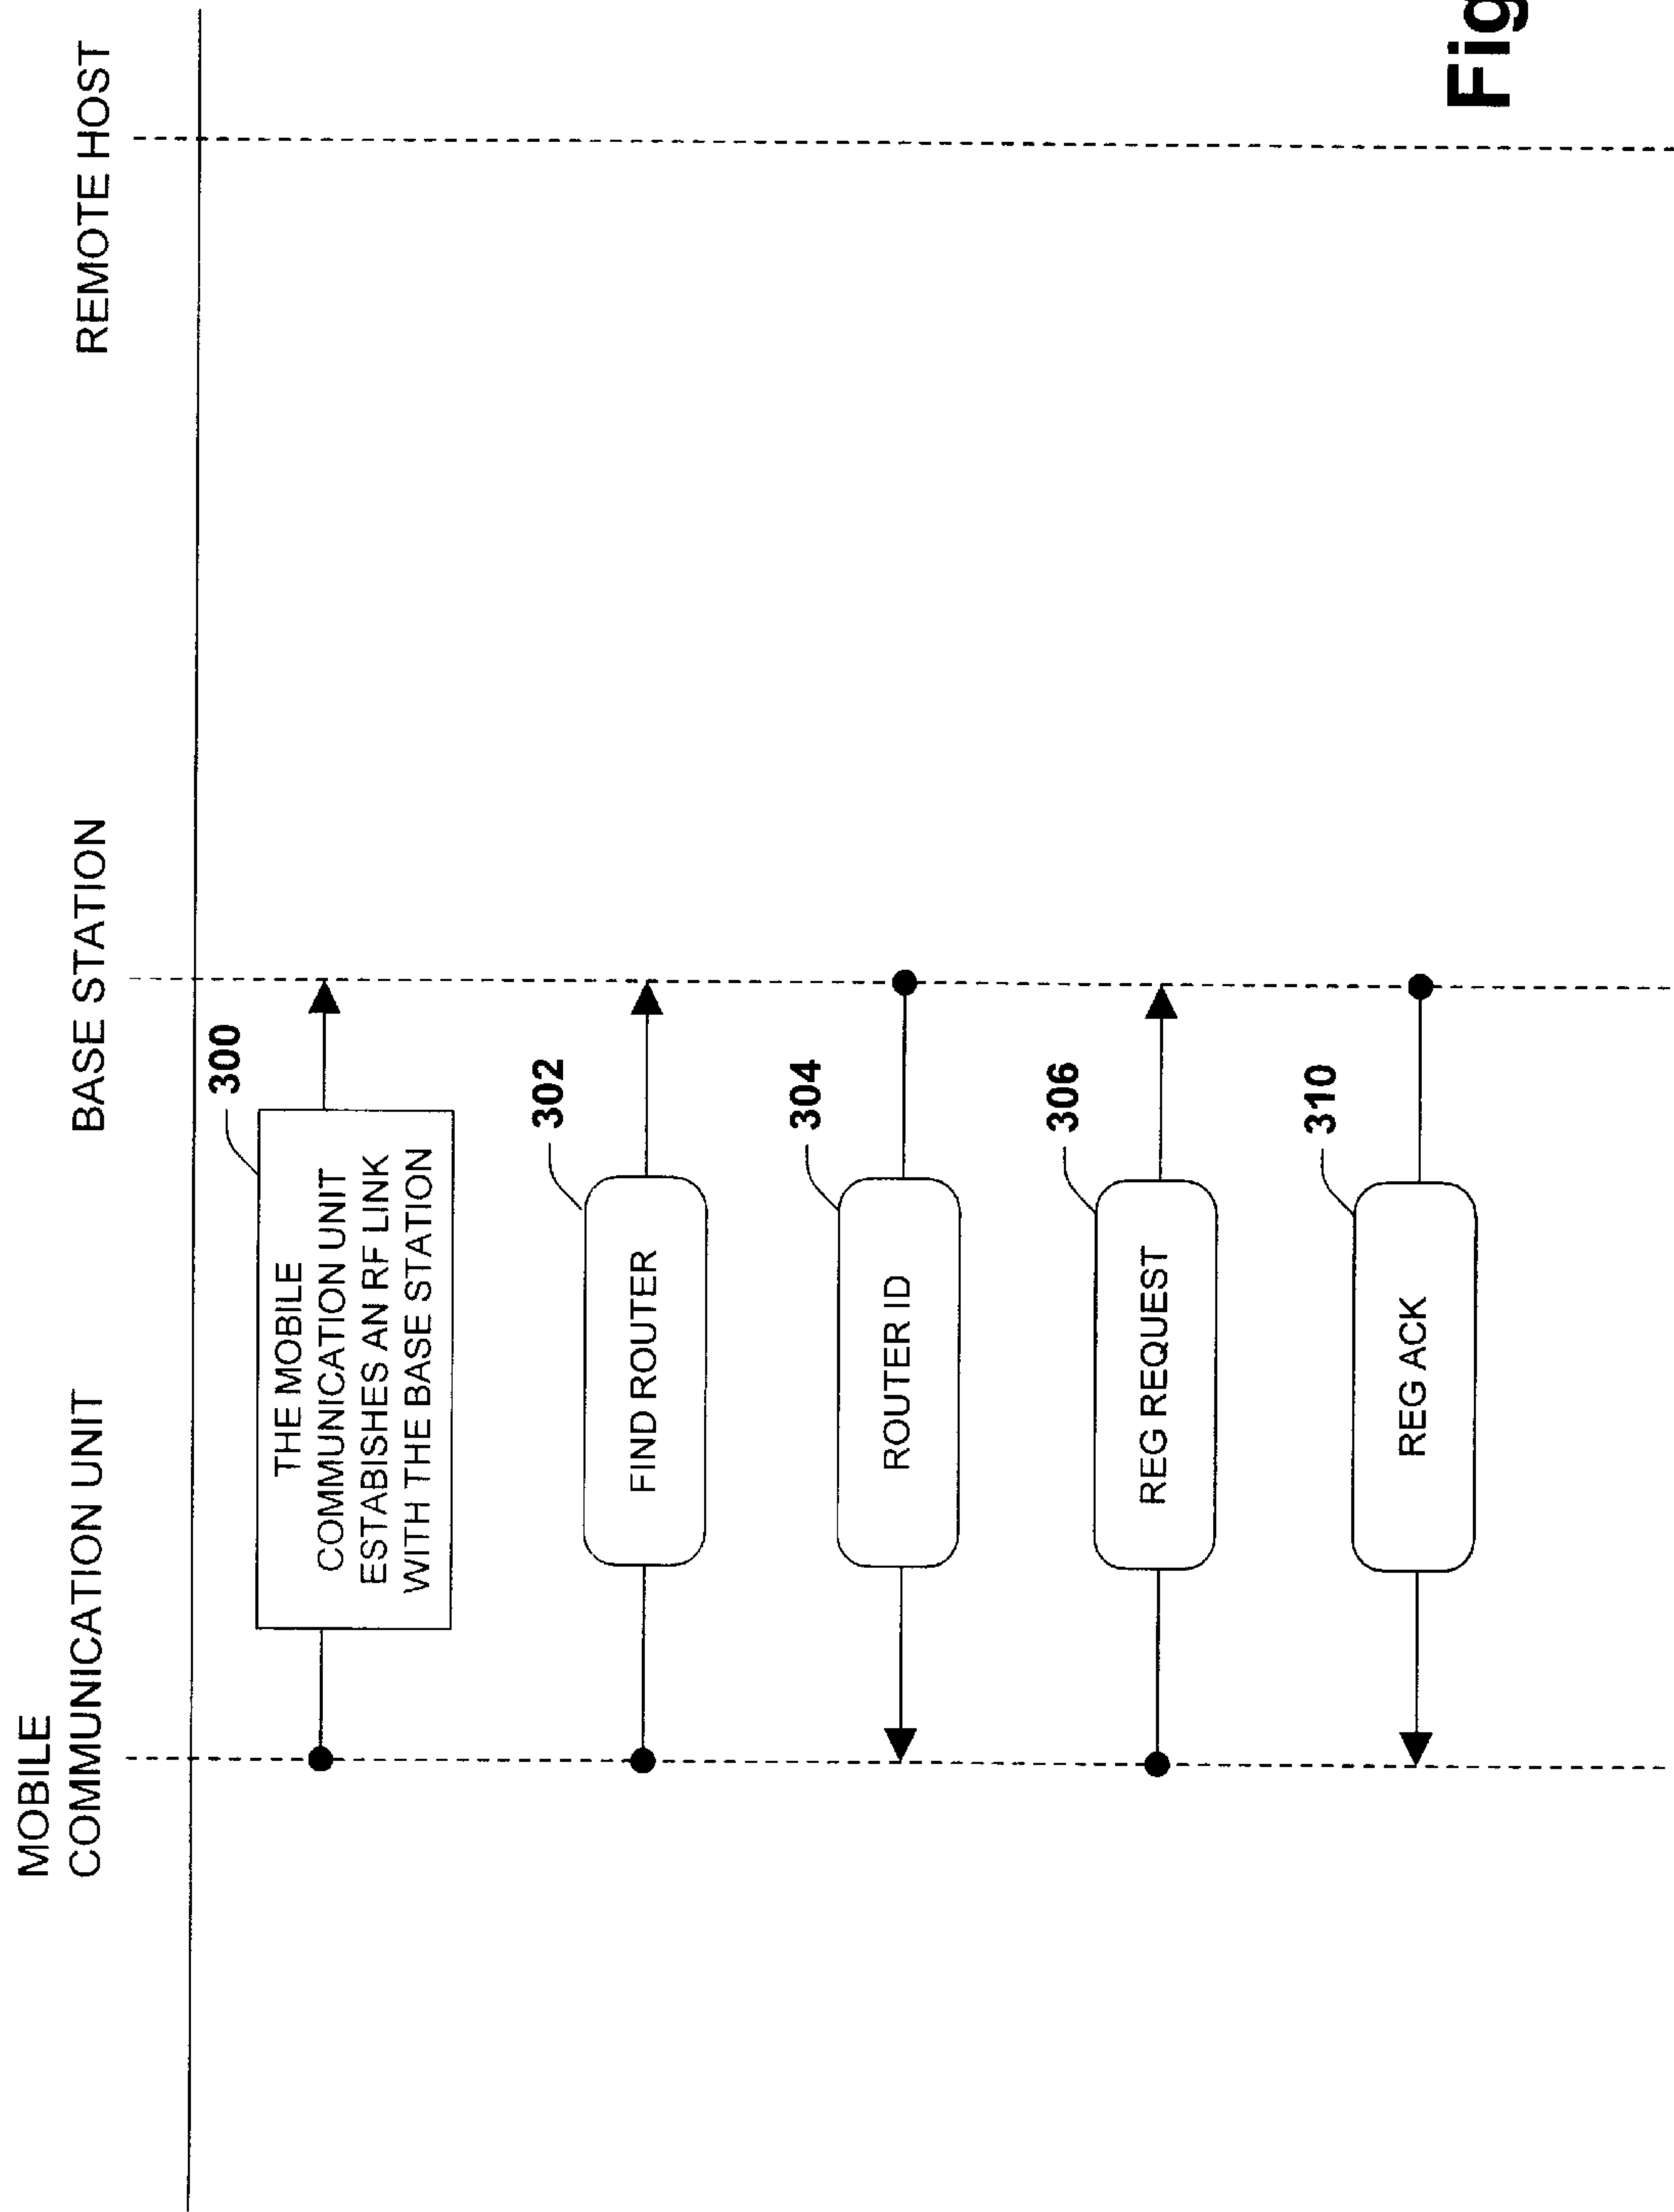 MOBILE
COMMUNICATION UNIT
BASE STATION
REMOTE HOST
300
THE MOBILE
COMMUNICATION UNIT
ESTABISHES AN RF LINK
WITH THE BASE STATION
302
FIND ROUTER
304
ROUTER ID
306
REG REQUEST
310
REG ACK
Fig